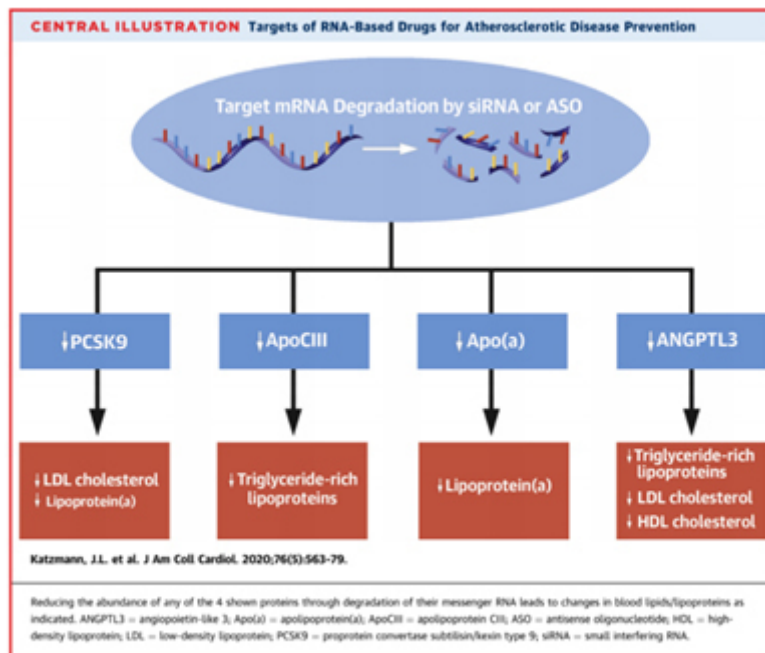 CENTRAL ILLUSTRATION Targets of RNA-Based Drugs for Atherosclerotic Disease Prevention
Target mRNA Degradation by siRNA or ASO
↓PCSK9
↓ApoCIII
↓Apo(a)
↓ANGPTL3
↓LDL cholesterol
↓Lipoprotein(a)
↓Triglyceride-rich
lipoproteins
↓Lipoprotein(a)
↓Triglyceride-rich
lipoproteins
↓LDL cholesterol
↓HDL cholesterol
Katzmann, J.L. et al. J Am Coll Cardiol. 2020;76(5):563-79.
Reducing the abundance of any of the 4 shown proteins through degradation of their messenger RNA leads to changes in blood lipids/lipoproteins as
indicated. ANGPTL3 = angiopoietin-like 3; Apo(a) = apolipoprotein(a); ApoCIII = apolipoprotein CIII; ASO = antisense oligonucleotide; HDL = high-
density lipoprotein; LDL = low-density lipoprotein; PCSK9 = proprotein convertase subtilisin/kexin type 9; siRNA = small interfering RNA.